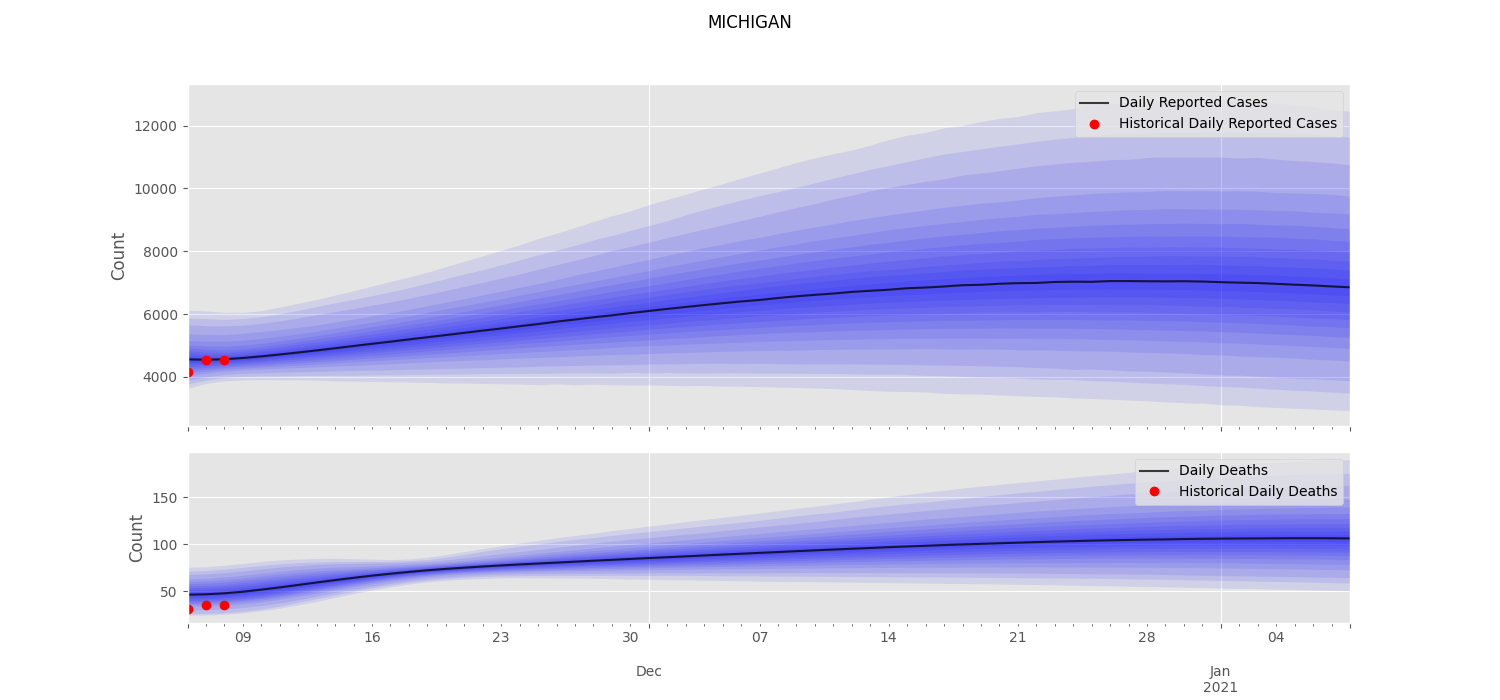 MICHIGAN
Daily Reported Cases
Historical Daily Reported Cases
Count
12000
10000
8000
6000
4000
Daily Deaths
Historical Daily Deaths
Count
150
100
50
09 16 23 30 07 14 21 28 04
Dec Jan
2021